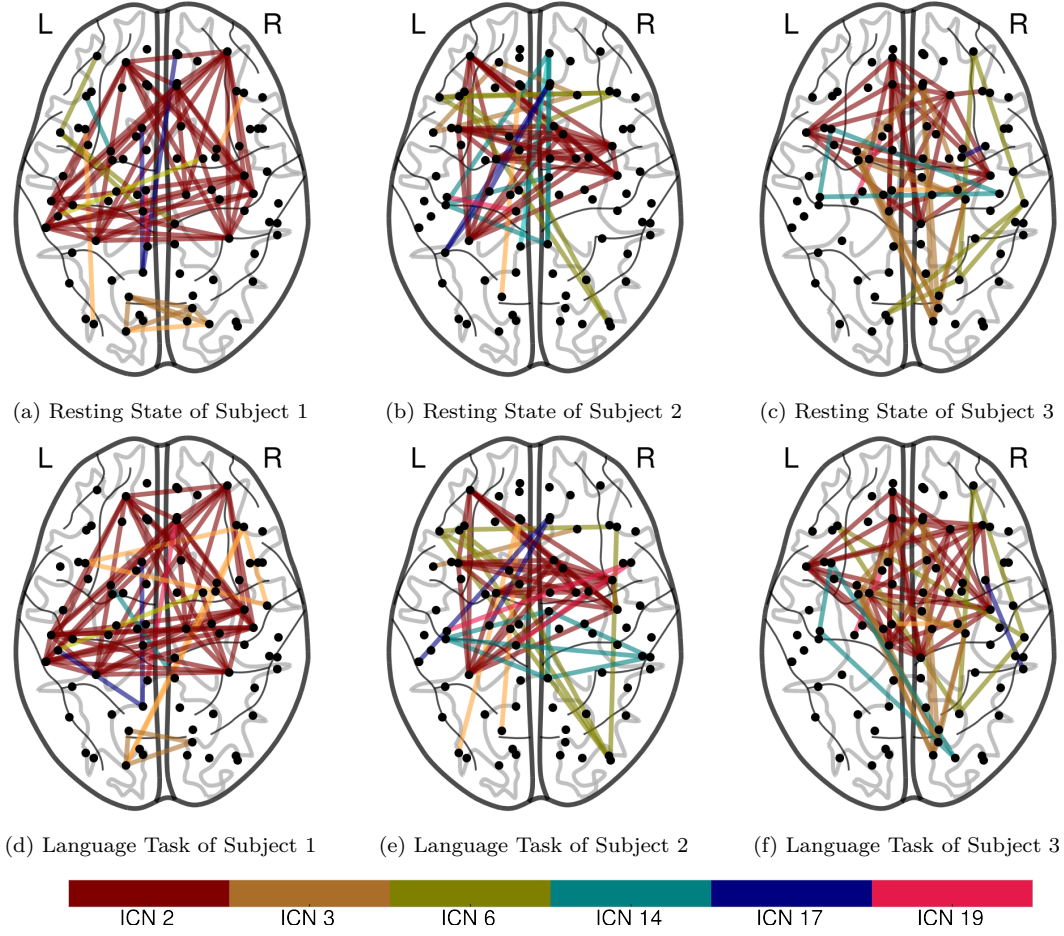 L R L R L R
(a) Resting State of Subject 1 (b) Resting State of Subject 2 (c) Resting State of Subject 3
L R L R L R
(d) Language Task of Subject 1 (e) Language Task of Subject 2 (f) Language Task of Subject 3
ICN 2 ICN 3 ICN 6 ICN 14 ICN 17 ICN 19